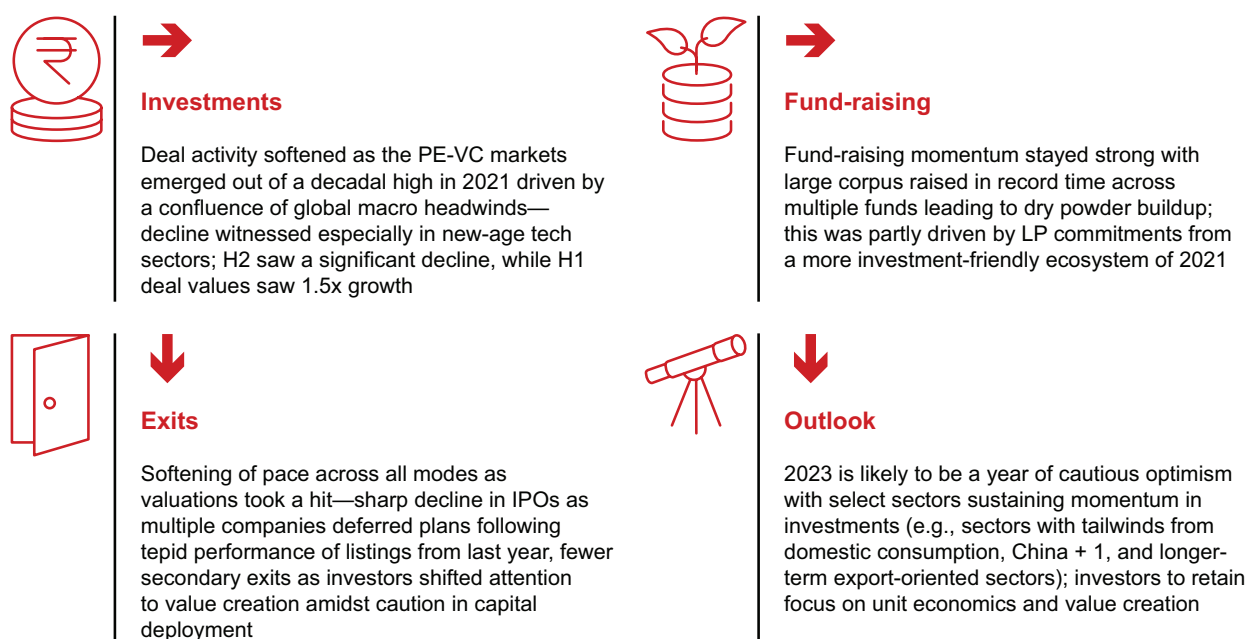 Investments
Deal activity softened as the PE-VC markets
emerged out of a decadal high in 2021 driven by
a confluence of global macro headwinds—
decline witnessed especially in new-age tech
sectors; H2 saw a significant decline, while H1
deal values saw 1.5x growth
Fund-raising
Fund-raising momentum stayed strong with
large corpus raised in record time across
multiple funds leading to dry powder buildup;
this was partly driven by LP commitments from
a more investment-friendly ecosystem of 2021
Exits
Softening of pace across all modes as
valuations took a hit—sharp decline in IPOs as
multiple companies deferred plans following
tepid performance of listings from last year, fewer
secondary exits as investors shifted attention
to value creation amidst caution in capital
deployment
Outlook
2023 is likely to be a year of cautious optimism
with select sectors sustaining momentum in
investments (e.g., sectors with tailwinds from
domestic consumption, China + 1, and longer-
term export-oriented sectors); investors to retain
focus on unit economics and value creation